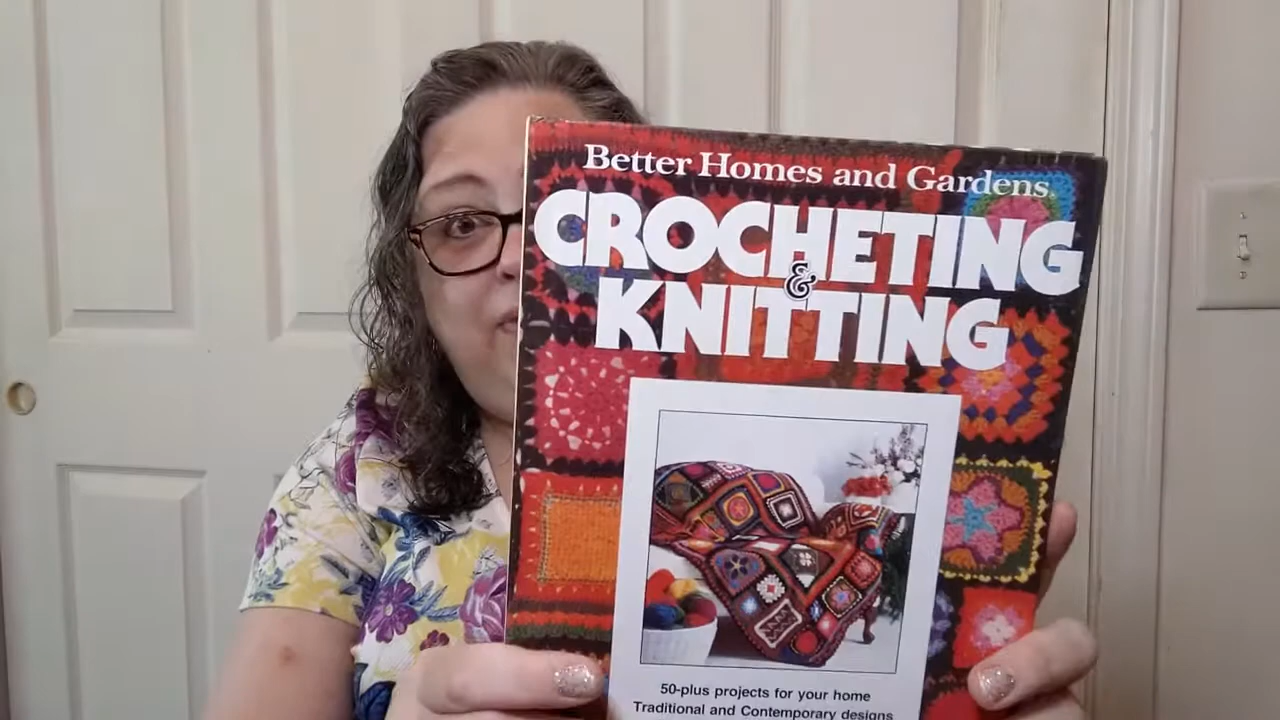 Better Homes and Gardens®
CROCHETING
&
KNITTING
50-plus projects for your home
Traditional and Contemporary designs